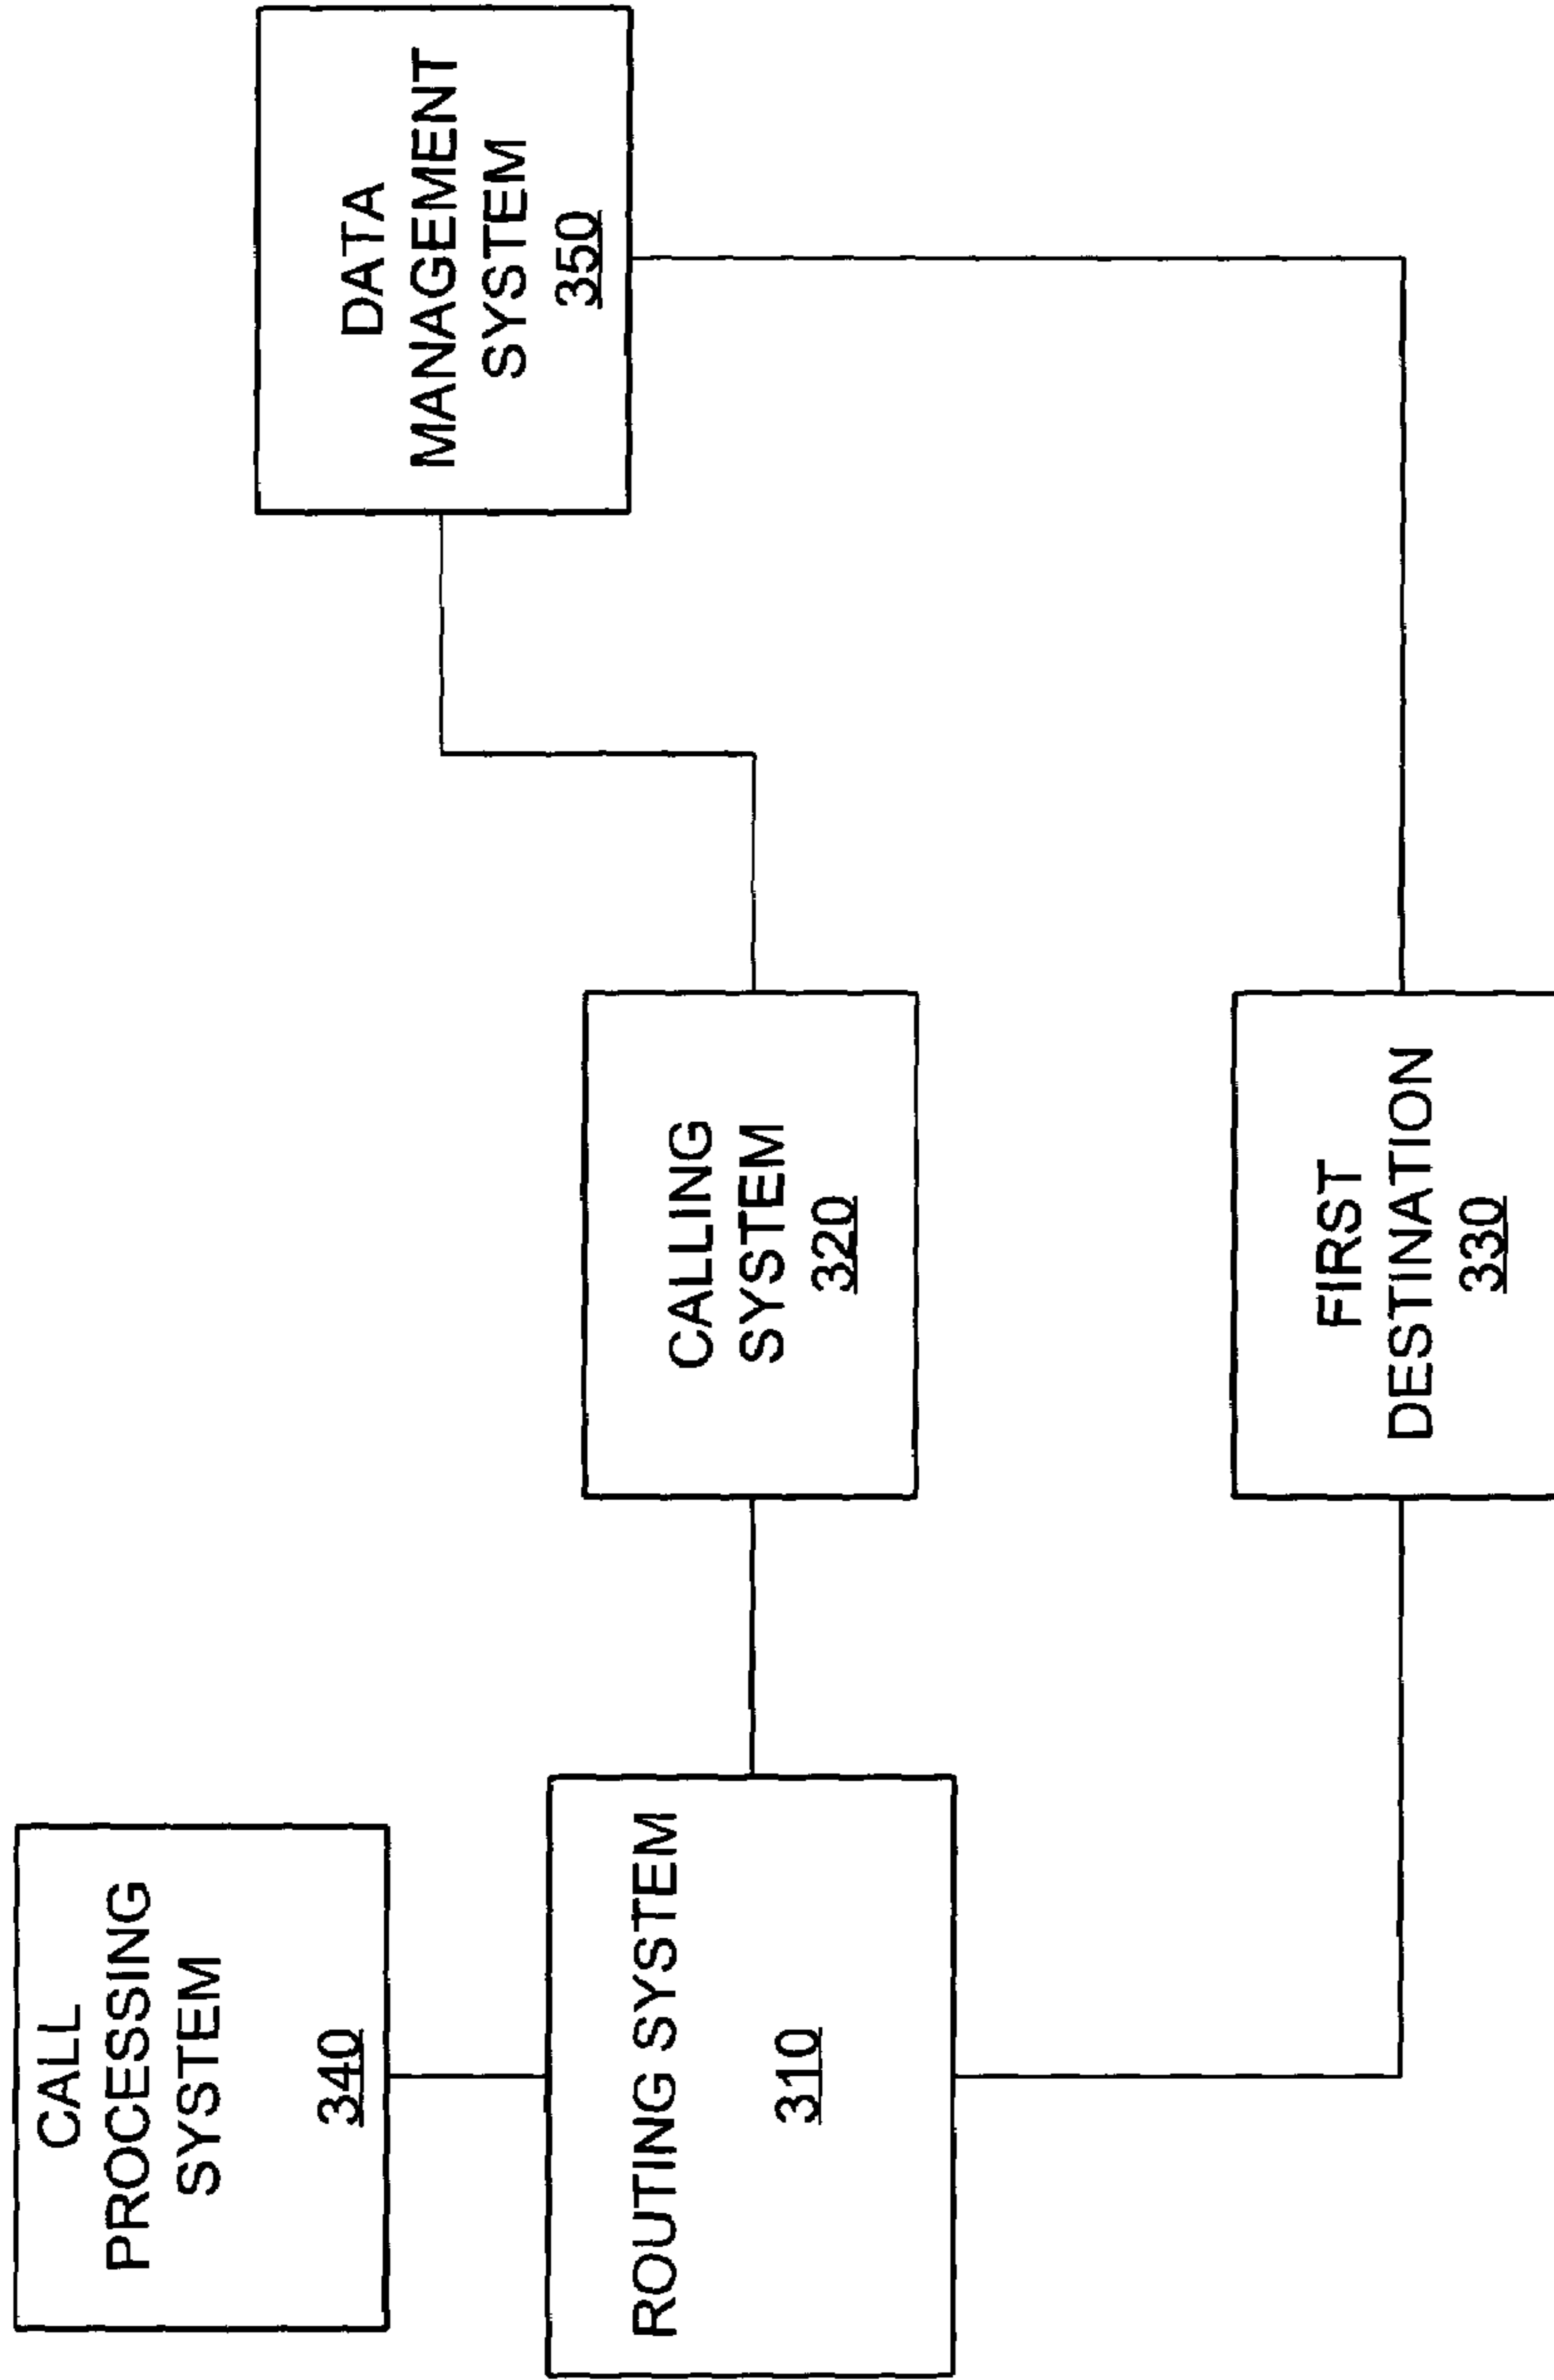 CALL
PROCESSING
SYSTEM
340
ROUTING SYSTEM
310
CALLING
SYSTEM
320
FIRST
DESTINATION
330
DATA
MANAGEMENT
SYSTEM
350